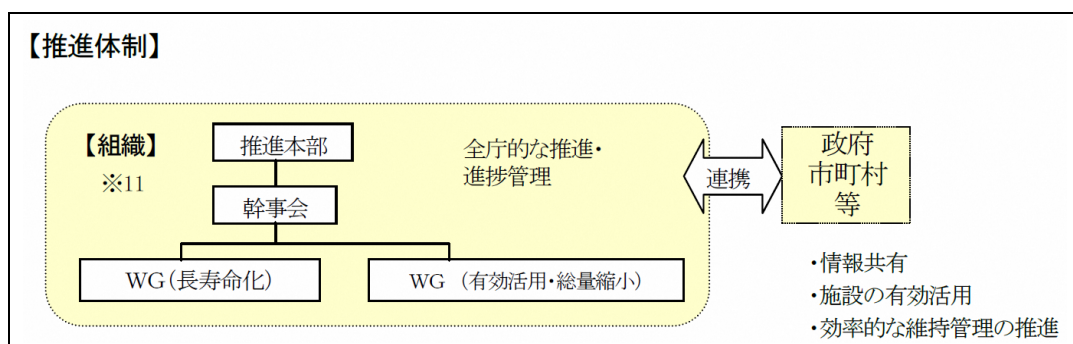 【推進体制】
【組織】
※11
推進本部
幹事会
WG(長寿命化)
WG （有効活用・総量縮小）
全庁的な推進・
進捗管理
連携
政府
市町村
等
・情報共有
・施設の有効活用
・効率的な維持管理の推進